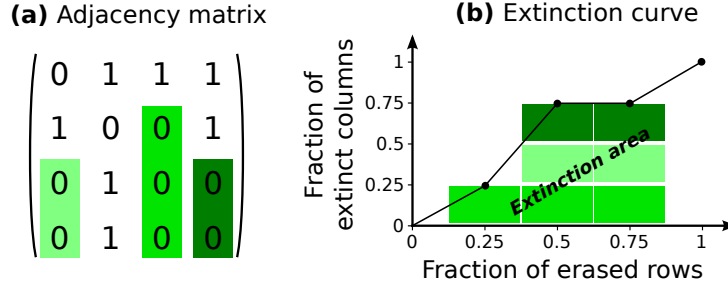 (a) Adjacency matrix
0 1 1 1
1 0 0 1
0 1 0 0
0 1 0 0
(b) Extinction curve
Fraction of
extinct columns
1
0.75
0.5
0.25
0
Extinction area
0 0.25 0.5 0.75 1
Fraction of erased rows